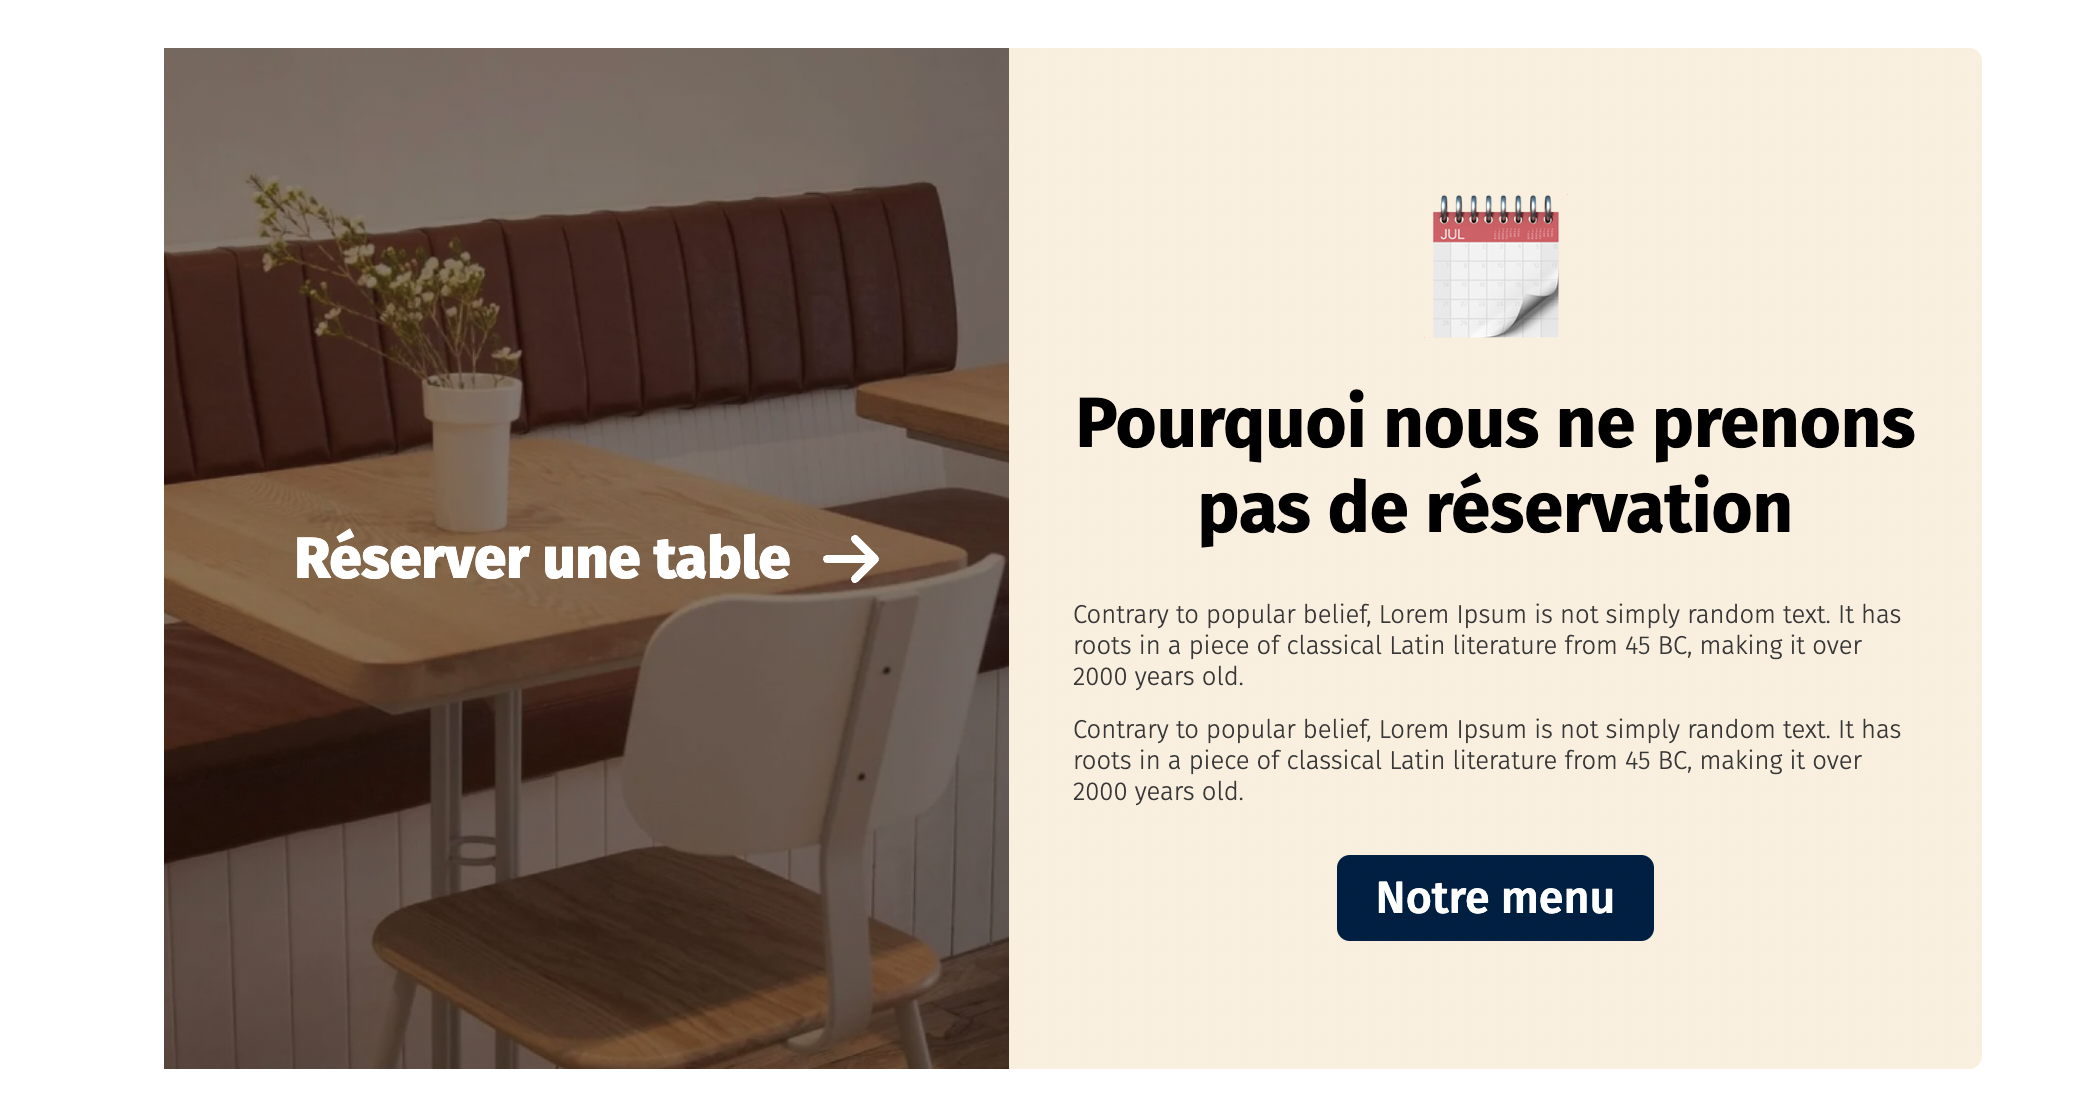 Réserver une table
JUL
Pourquoi nous ne prenons
pas de réservation
Contrary to popular belief, Lorem Ipsum is not simply random text. It has
roots in a piece of classical Latin literature from 45 BC, making it over
2000 years old.
Contrary to popular belief, Lorem Ipsum is not simply random text. It has
roots in a piece of classical Latin literature from 45 BC, making it over
2000 years old.
Notre menu